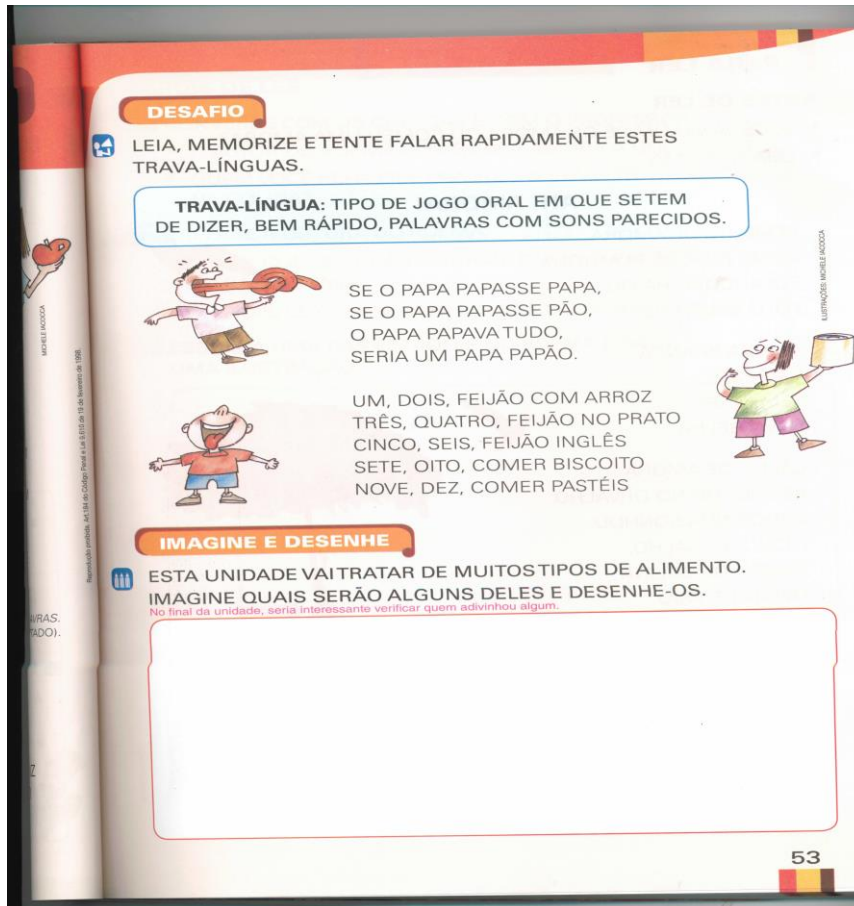 DESAFIO
LEIA, MEMORIZE E TENTE FALAR RAPIDAMENTE ESTES
TRAVA-LÍNGUAS.
TRAVA-LÍNGUA: TIPO DE JOGO ORAL EM QUE SE TEM
DE DIZER, BEM RÁPIDO, PALAVRAS COM SONS PARECIDOS.
SE O PAPA PAPASSE PAPA,
SE O PAPA PAPASSE PÃO,
O PAPA PAPAVA TUDO,
SERIA UM PAPA PAPÃO.
ILUSTRAÇÕES: MICHELE IACOCCA
MICHELE IACOCCA
Reprodução proibida. Art.184 do Código Penal e Lei 9.610 de 19 de fevereiro de 1998.
UM, DOIS, FEIJÃO COM ARROZ
TRÊS, QUATRO, FEIJÃO NO PRATO
CINCO, SEIS, FEIJÃO INGLÊS
SETE, OITO, COMER BISCOITO
NOVE, DEZ, COMER PASTÉIS
IMAGINE E DESENHE
ESTA UNIDADE VAI TRATAR DE MUITOS TIPOS DE ALIMENTO.
IMAGINE QUAIS SERÃO ALGUNS DELES E DESENHE-OS.
No final da unidade, seria interessante verificar quem adivinhou algum.
VRAS.
TADO).
Z
53